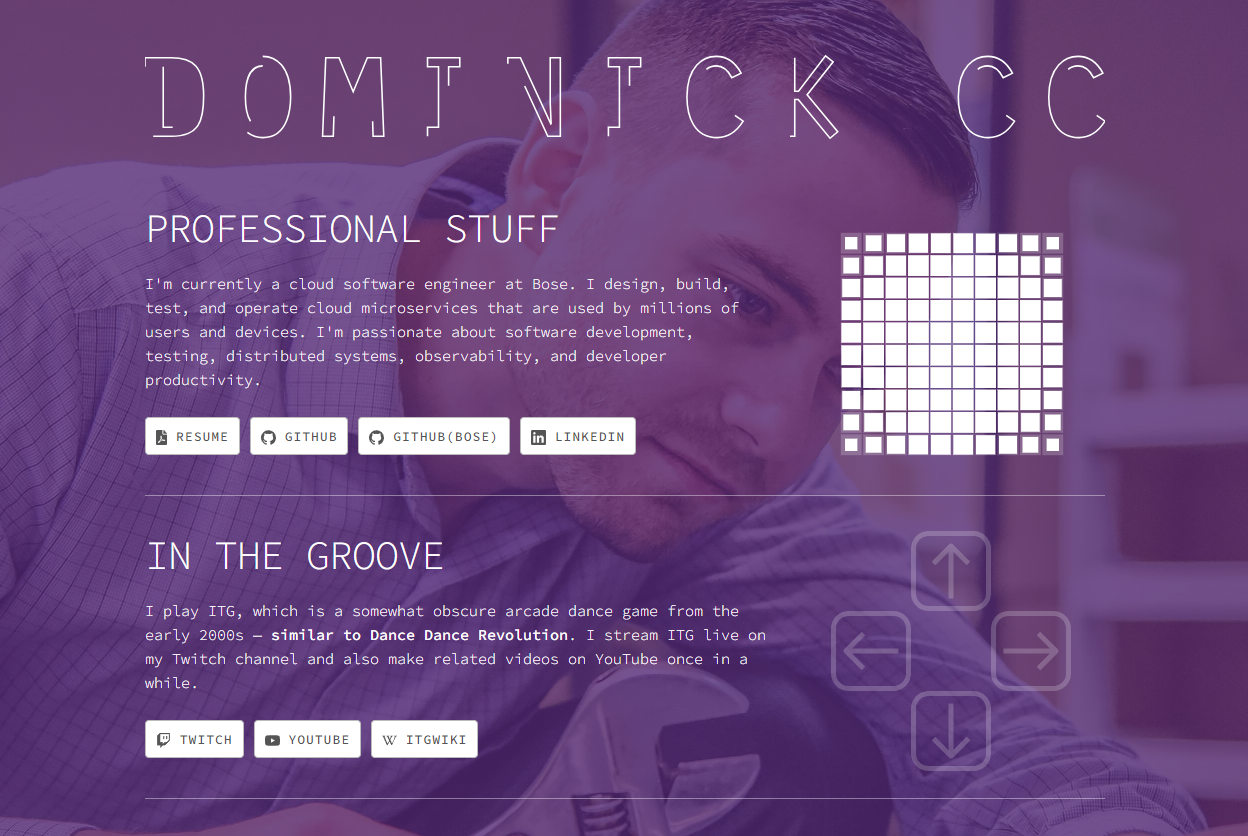 DOMINICK CC
PROFESSIONAL STUFF
I'm currently a cloud software engineer at Bose. I design, build,
test, and operate cloud microservices that are used by millions of
users and devices. I'm passionate about software development,
testing, distributed systems, observability, and developer
productivity.
RESUME GITHUB GITHUB(BOSE) LINKEDIN
IN THE GROOVE
I play ITG, which is a somewhat obscure arcade dance game from the
early 2000s — similar to Dance Dance Revolution. I stream ITG live on
my Twitch channel and also make related videos on YouTube once in a
while.
TWITCH YOUTUBE ITGWIKI